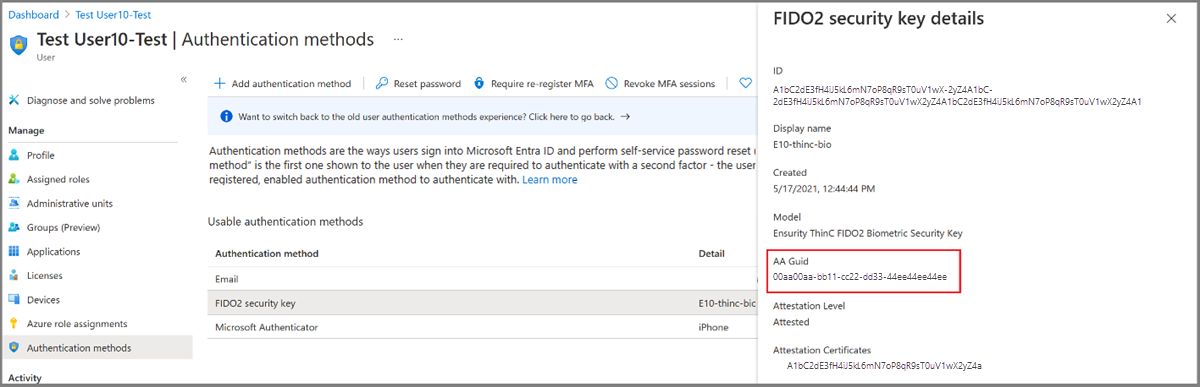 Dashboard > Test User10-Test >
Test User10-Test | Authentication methods ...
User
«
Diagnose and solve problems
Manage
Profile
Assigned roles
Administrative units
Groups (Preview)
Applications
Licenses
Devices
Azure role assignments
Authentication methods
Activity
+ Add authentication method
Reset password
Require re-register MFA
Revoke MFA sessions
Want to switch back to the old user authentication methods experience? Click here to go back. →
Authentication methods are the ways users sign into Microsoft Entra ID and perform self-service password reset (
method" is the first one shown to the user when they are required to authenticate with a second factor - the use
registered, enabled authentication method to authenticate with. Learn more
Usable authentication methods
Authentication method Detail
Email
FIDO2 security key E10-thinc-bio
Microsoft Authenticator iPhone
FIDO2 security key details
ID
A1bC2dE3fH4iJ5kL6mN7oP8qR9sT0uV1wX-2yZ4A1bC-
2dE3fH4iJ5kL6mN7oP8qR9sT0uV1wX2yZ4A1bC2dE3fH4iJ5kL6mN7oP8qR9sT0uV1wX2yZ4A1
Display name
E10-thinc-bio
Created
5/17/2021, 12:44:44 PM
Model
Ensurity ThinC FIDO2 Biometric Security Key
AA Guid
00aa00aa-bb11-cc22-dd33-44ee44ee44ee
Attestation Level
Attested
Attestation Certificates
A1bC2dE3fH4iJ5kL6mN7oP8qR9sT0uV1wX2yZ4a